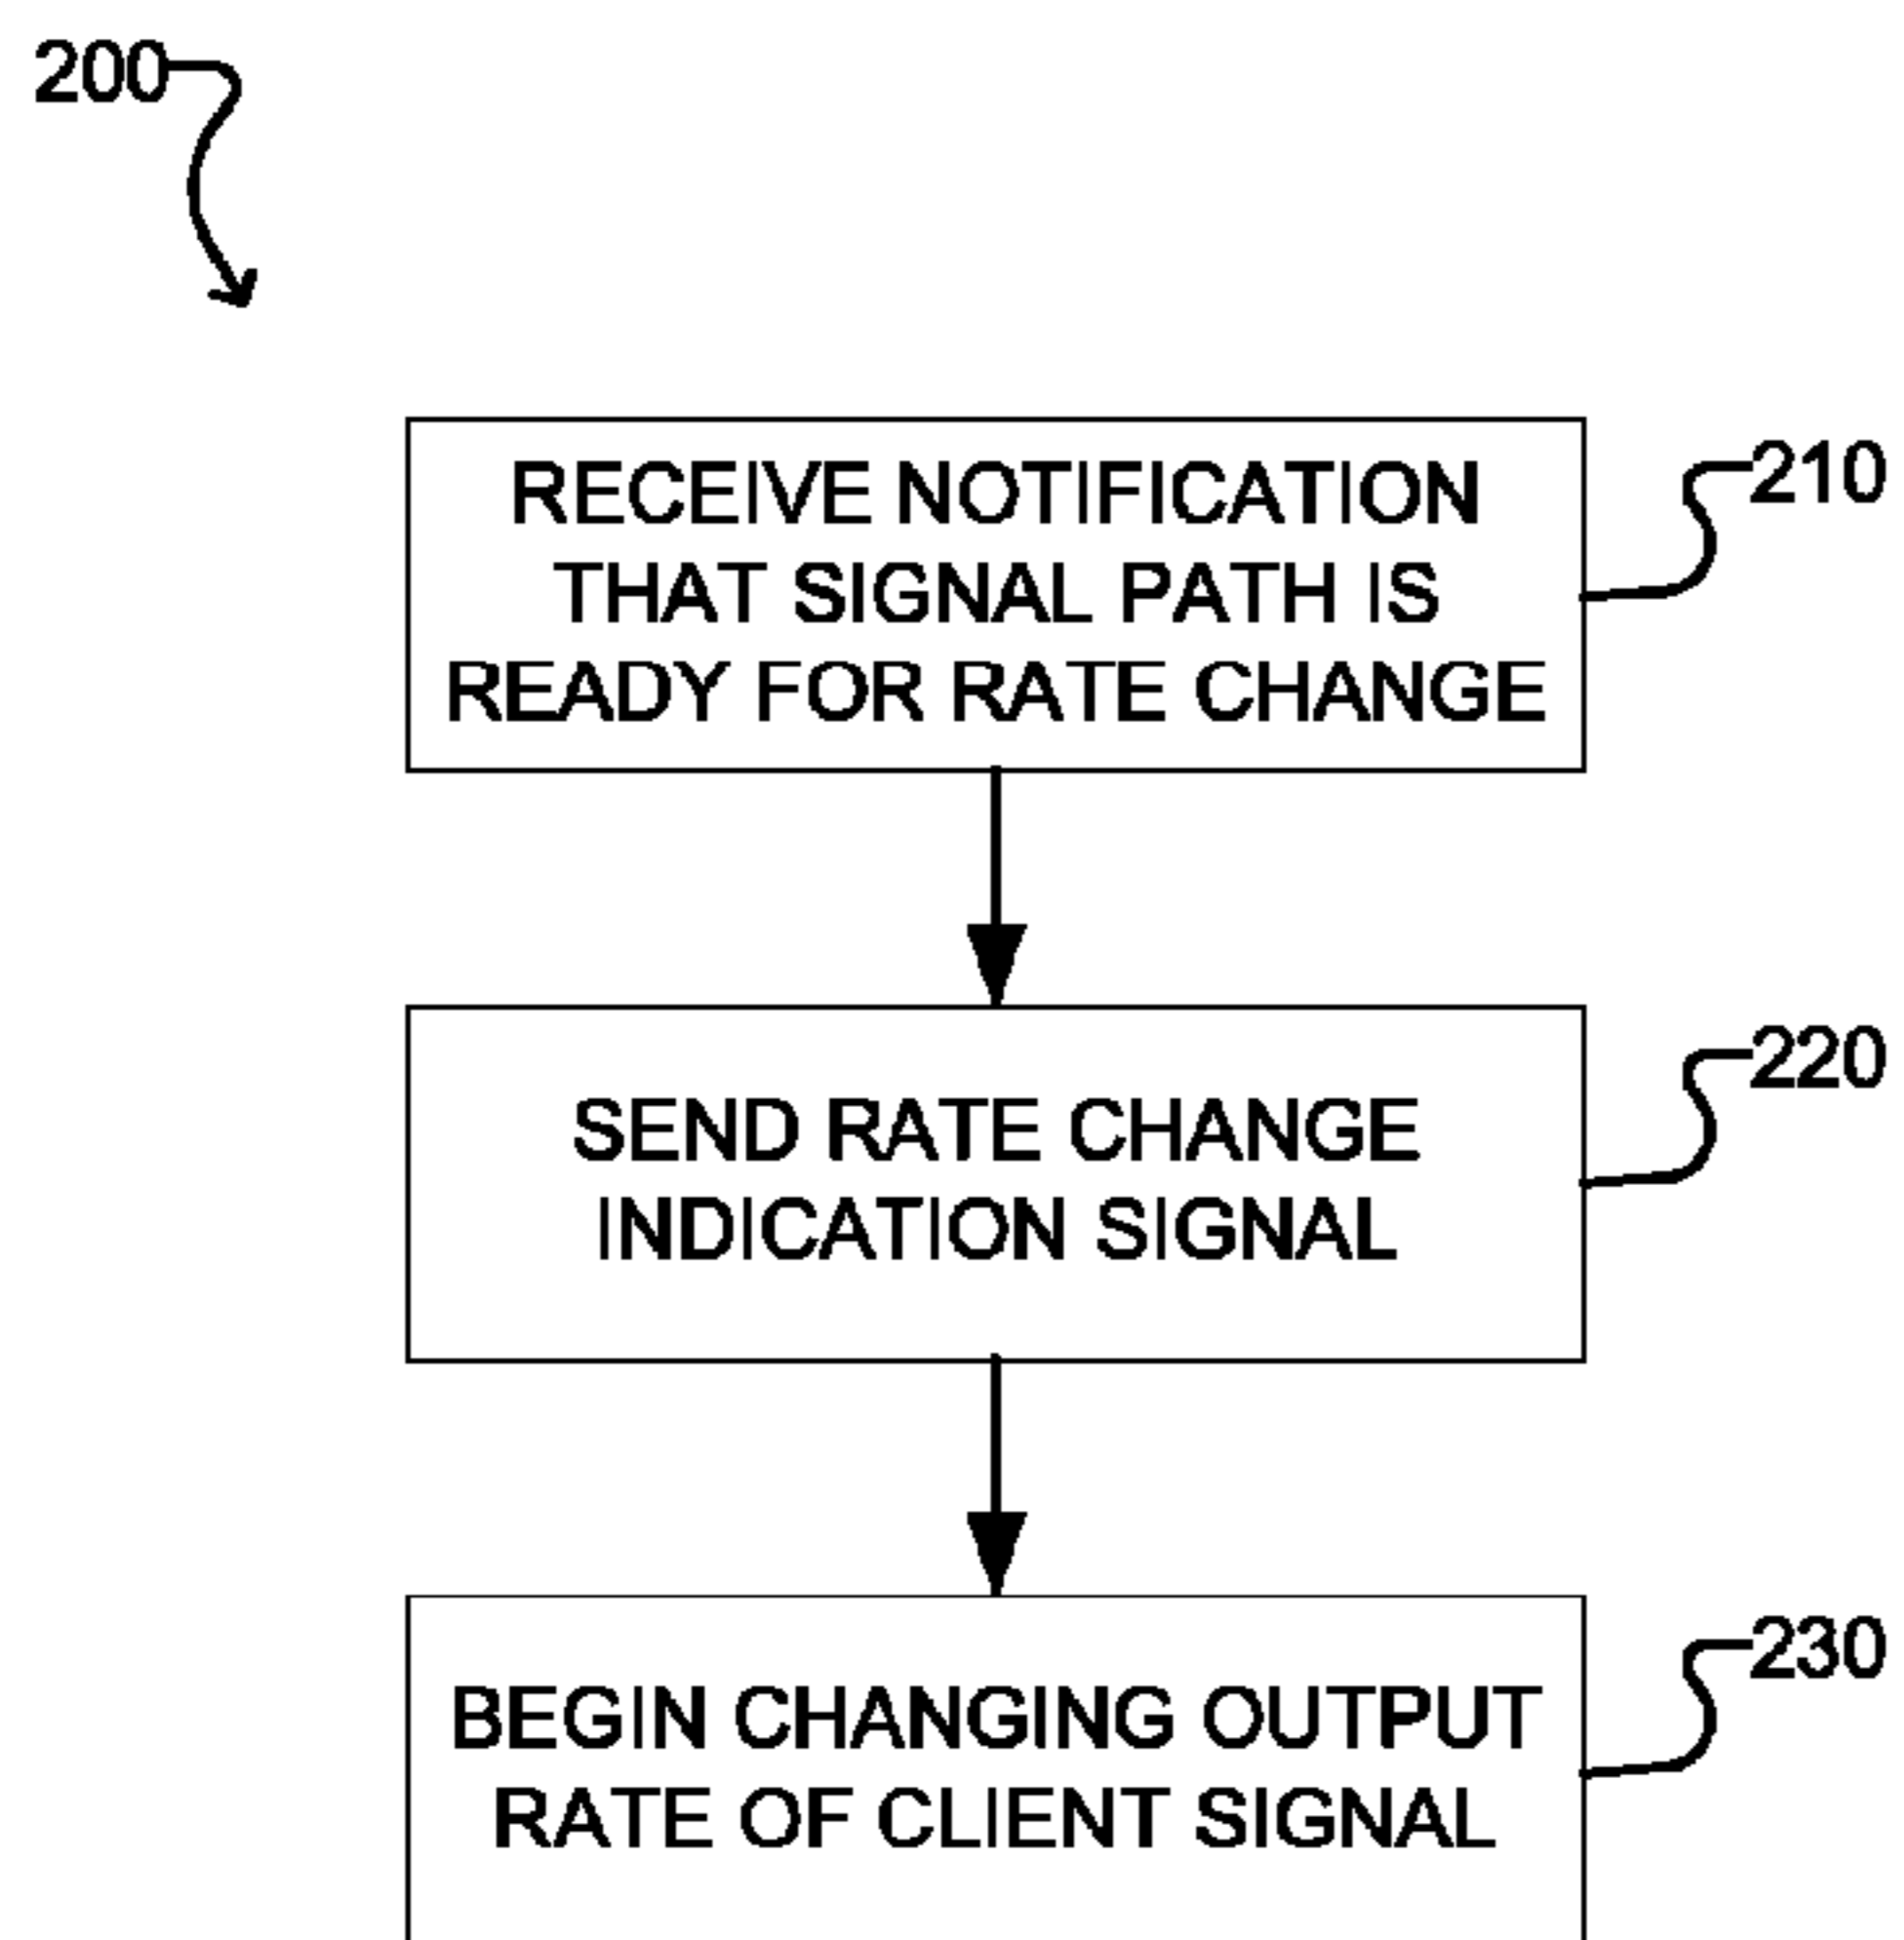 200
RECEIVE NOTIFICATION
THAT SIGNAL PATH IS
READY FOR RATE CHANGE
210
SEND RATE CHANGE
INDICATION SIGNAL
220
BEGIN CHANGING OUTPUT
RATE OF CLIENT SIGNAL
230